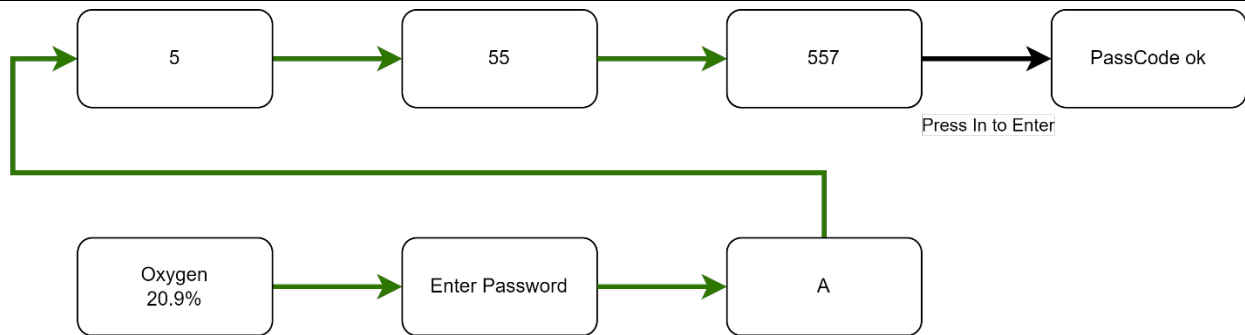 5
55
557
PassCode ok
Press In to Enter
Oxygen
20.9%
Enter Password
A